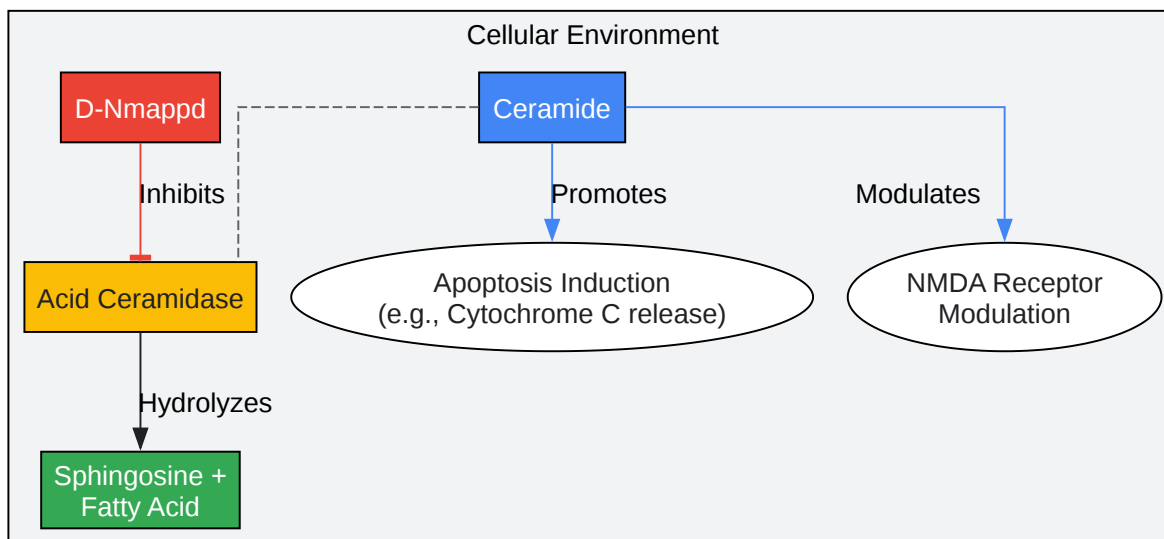 Cellular Environment
D-Nmappd
Ceramide
Inhibits
Promotes
Modulates
Acid Ceramidase
Apoptosis Induction
(e.g., Cytochrome C release)
NMDA Receptor
Modulation
Hydrolyzes
Sphingosine +
Fatty Acid